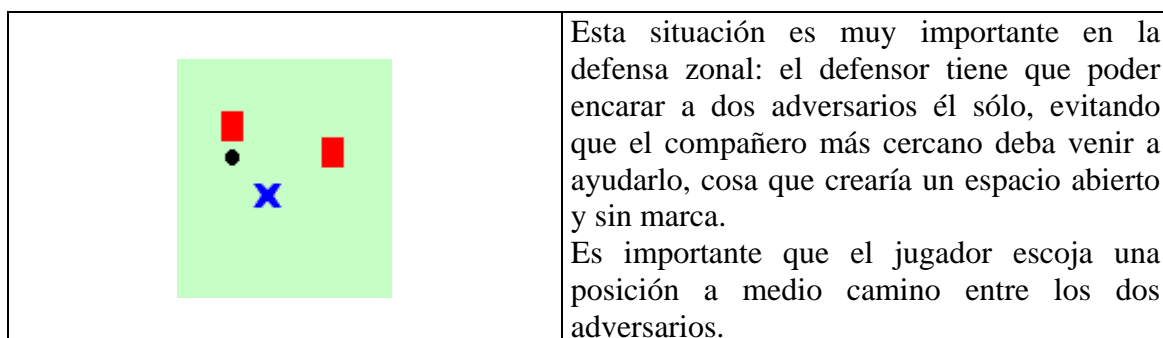 Esta situación es muy importante en la
defensa zonal: el defensor tiene que poder
encarar a dos adversarios él sólo, evitando
que el compañero más cercano deba venir a
ayudarlo, cosa que crearía un espacio abierto
y sin marca.
Es importante que el jugador escoja una
posición a medio camino entre los dos
adversarios.